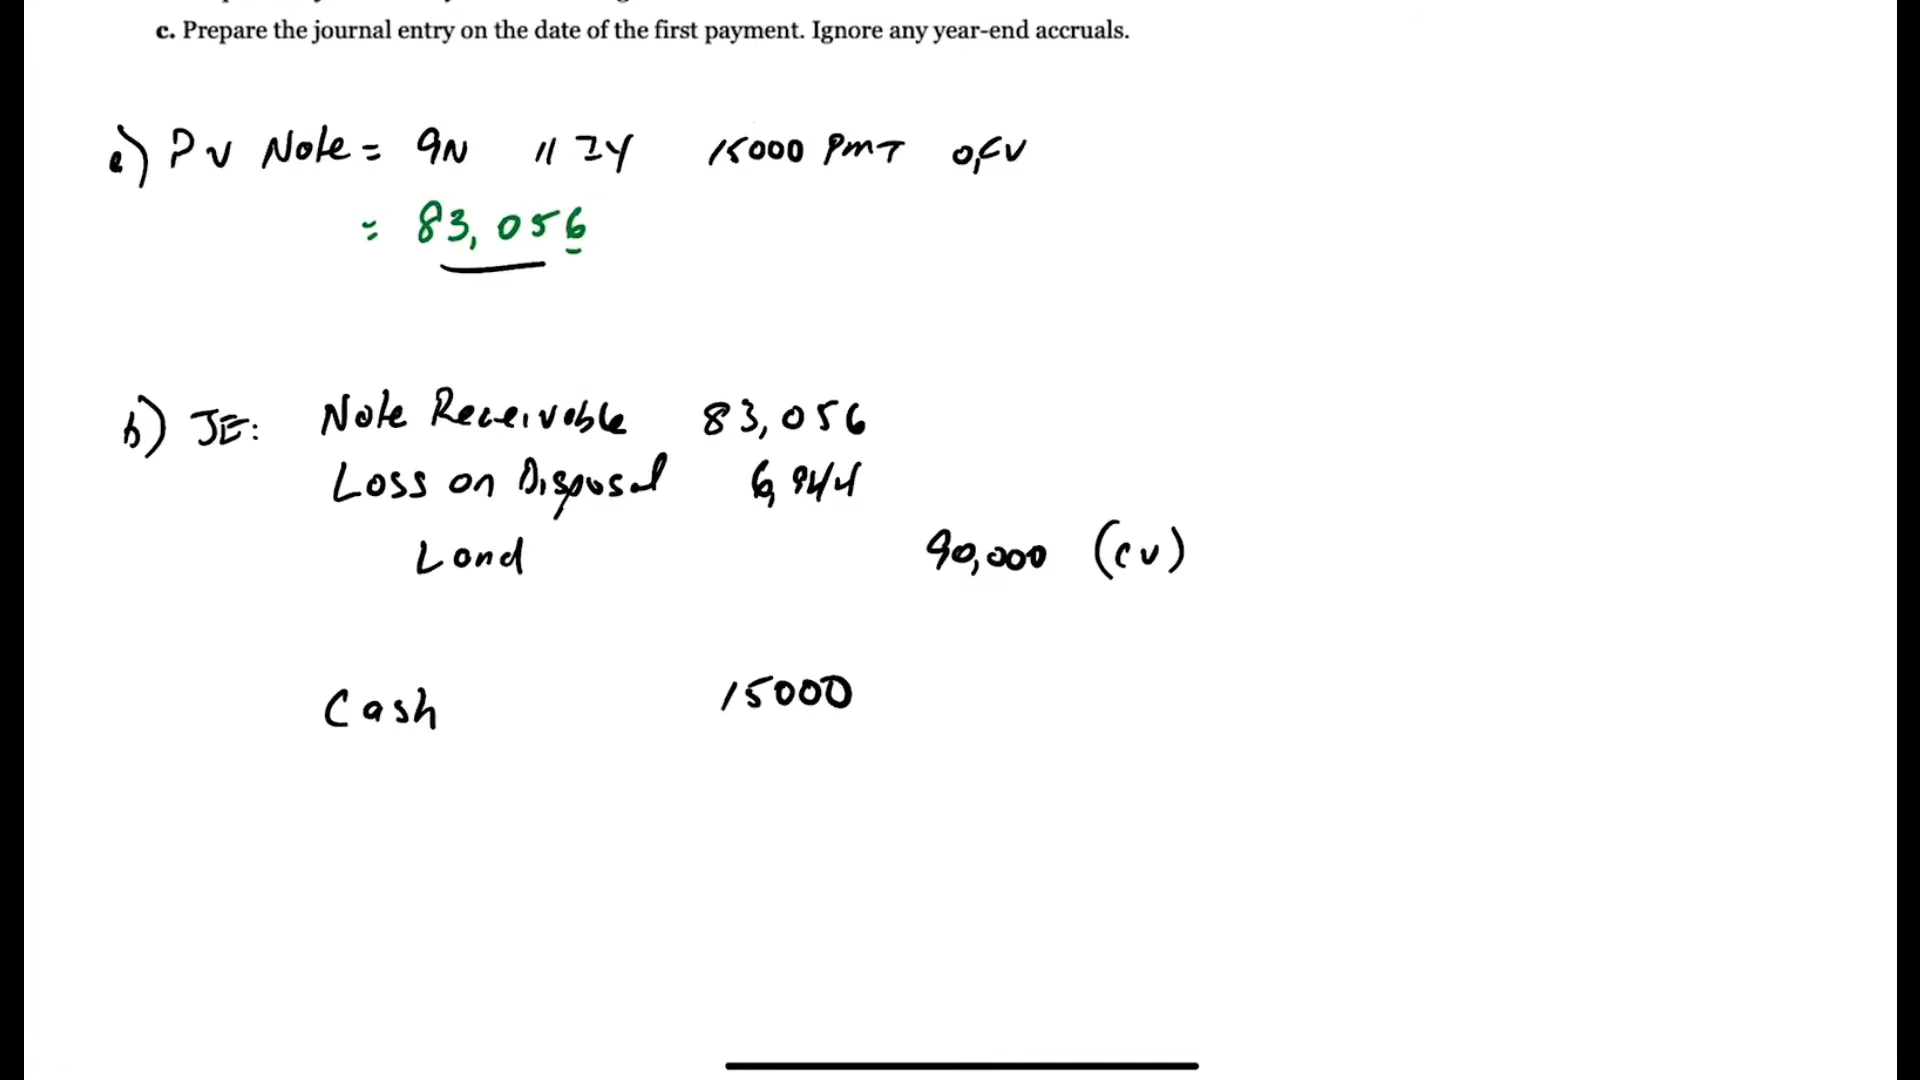 c. Prepare the journal entry on the date of the first payment. Ignore any year-end accruals.
a) PV Note = 9N 11 IY 15000 PMT 0,FV
= 83,056
b) JE: Note Receivable 83,056
Loss on Disposal 6,944
Land 90,000 (CV)
Cash 15000